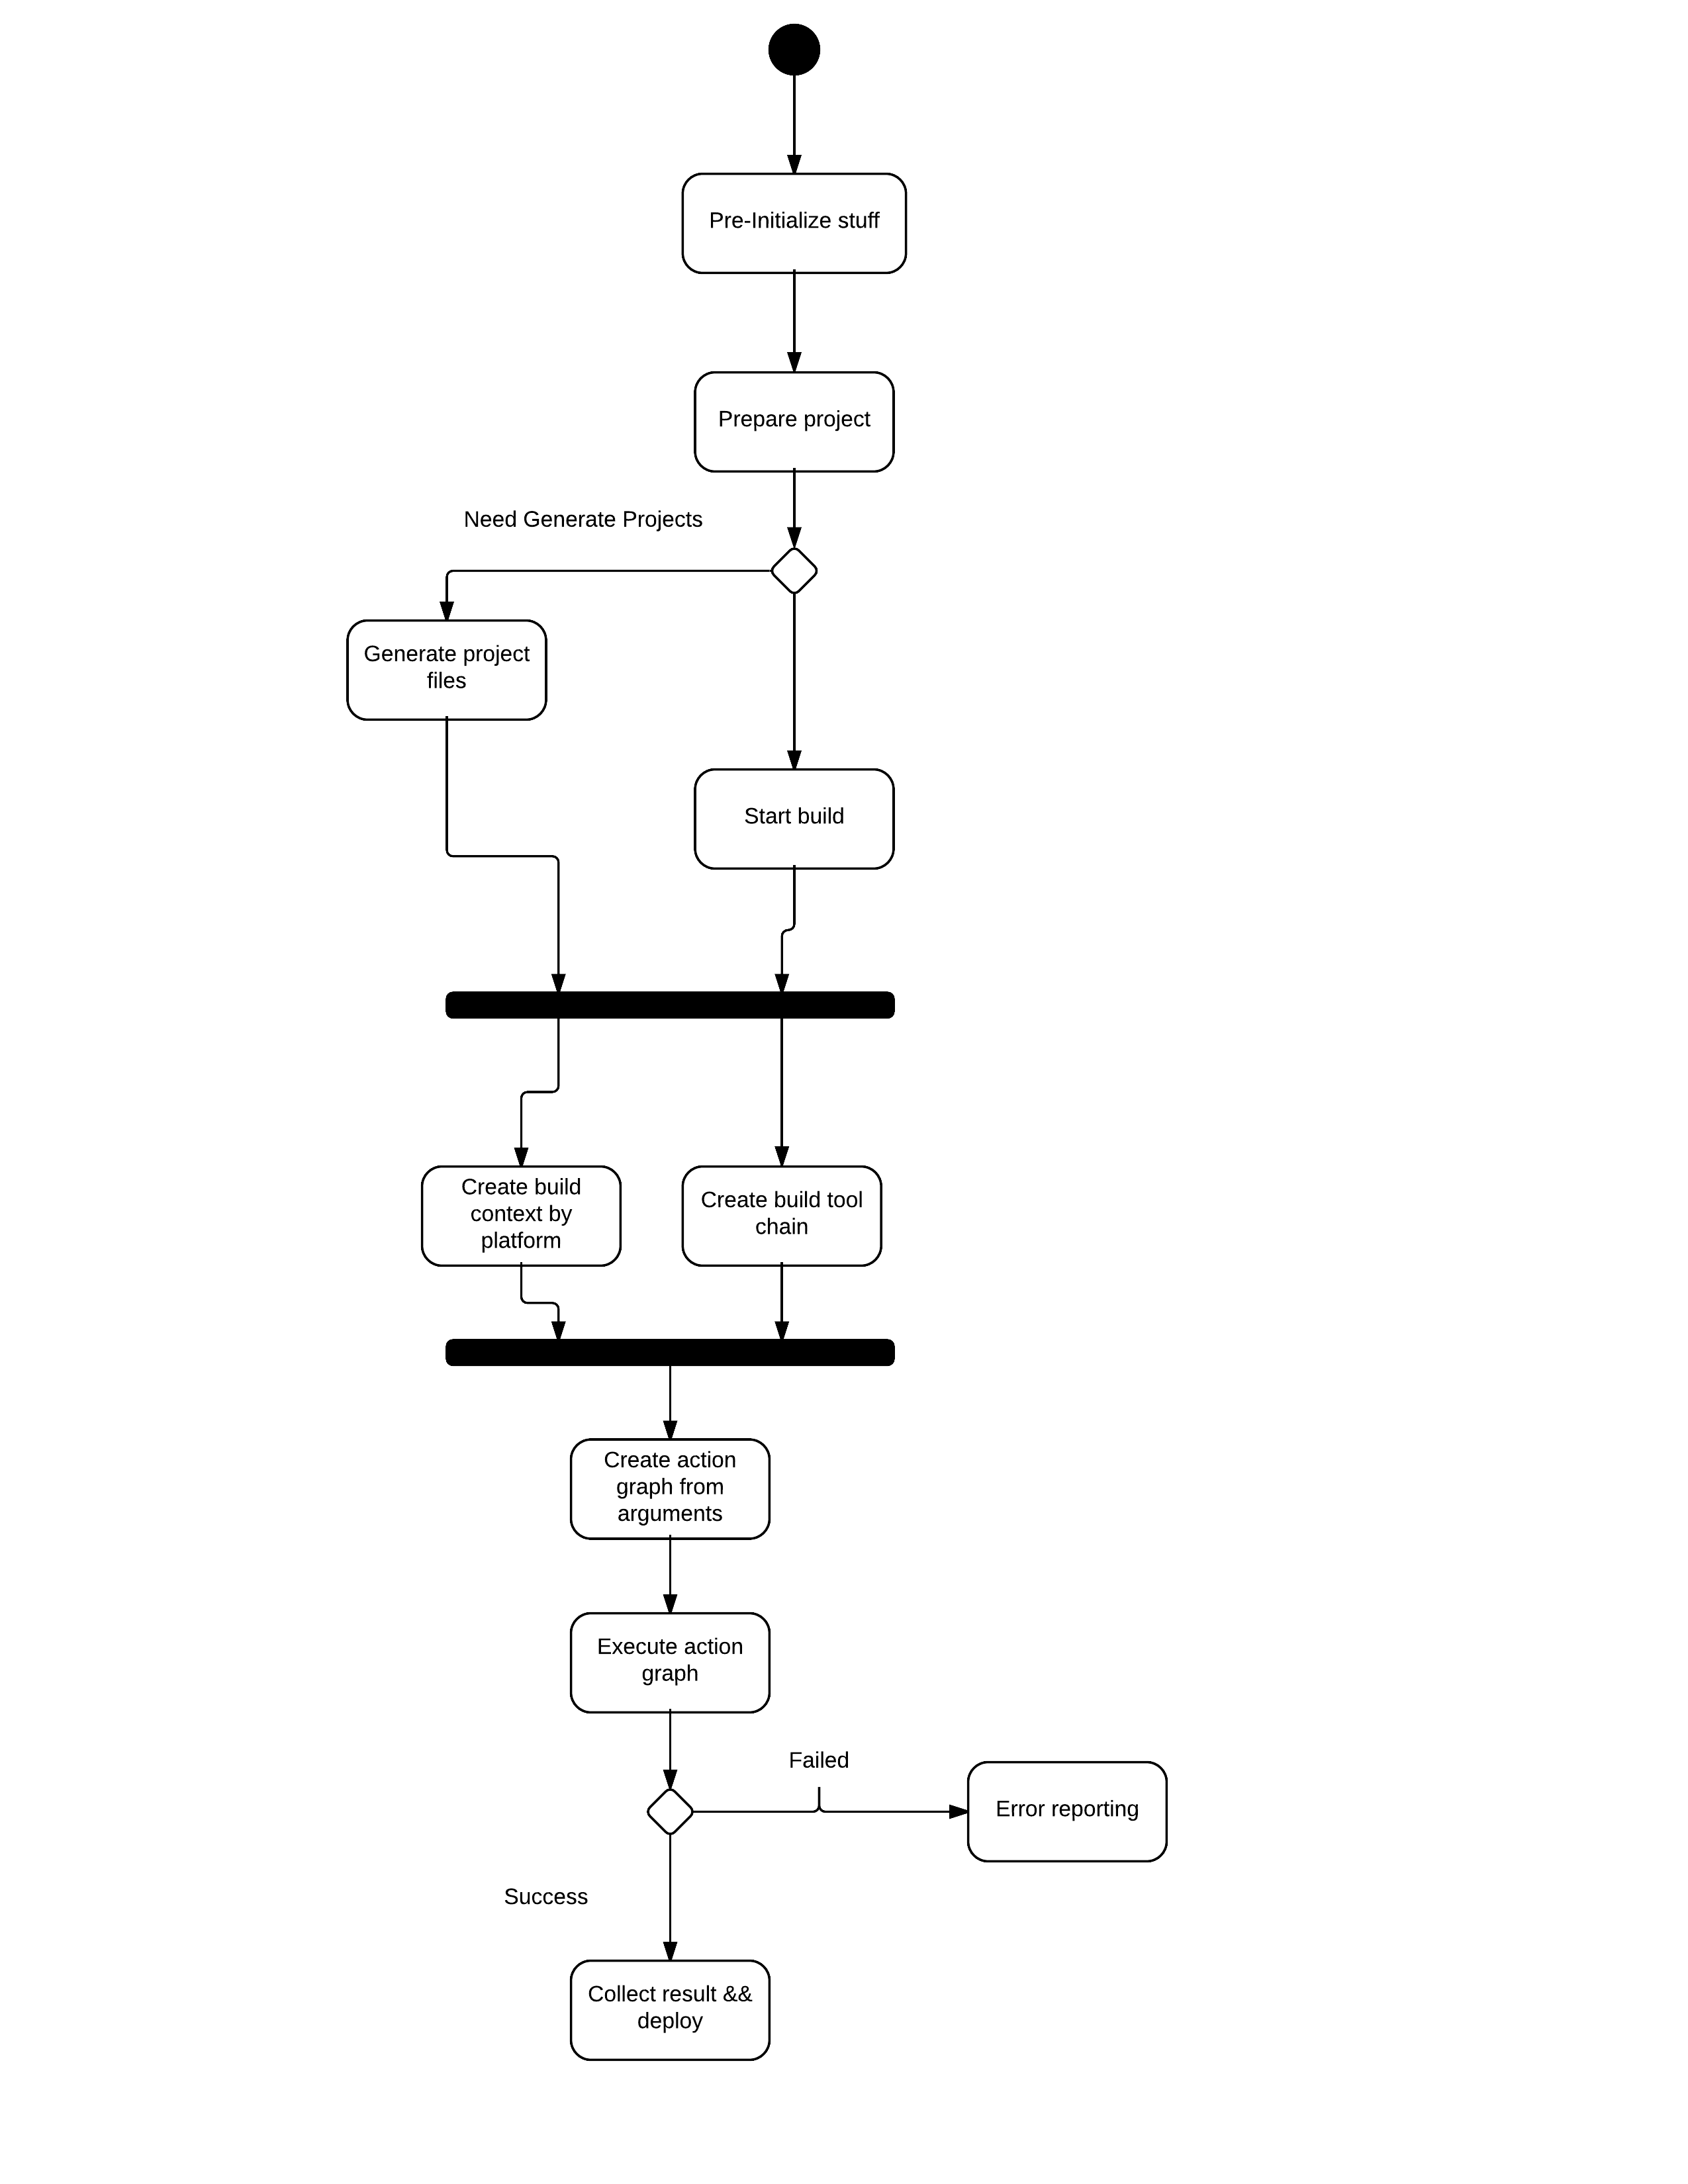 Pre-Initialize stuff
Prepare project
Need Generate Projects
Generate project
files
Start build
Create build
context by
platform
Create build tool
chain
Create action
graph from
arguments
Execute action
graph
Failed
Error reporting
Success
Collect result &&
deploy